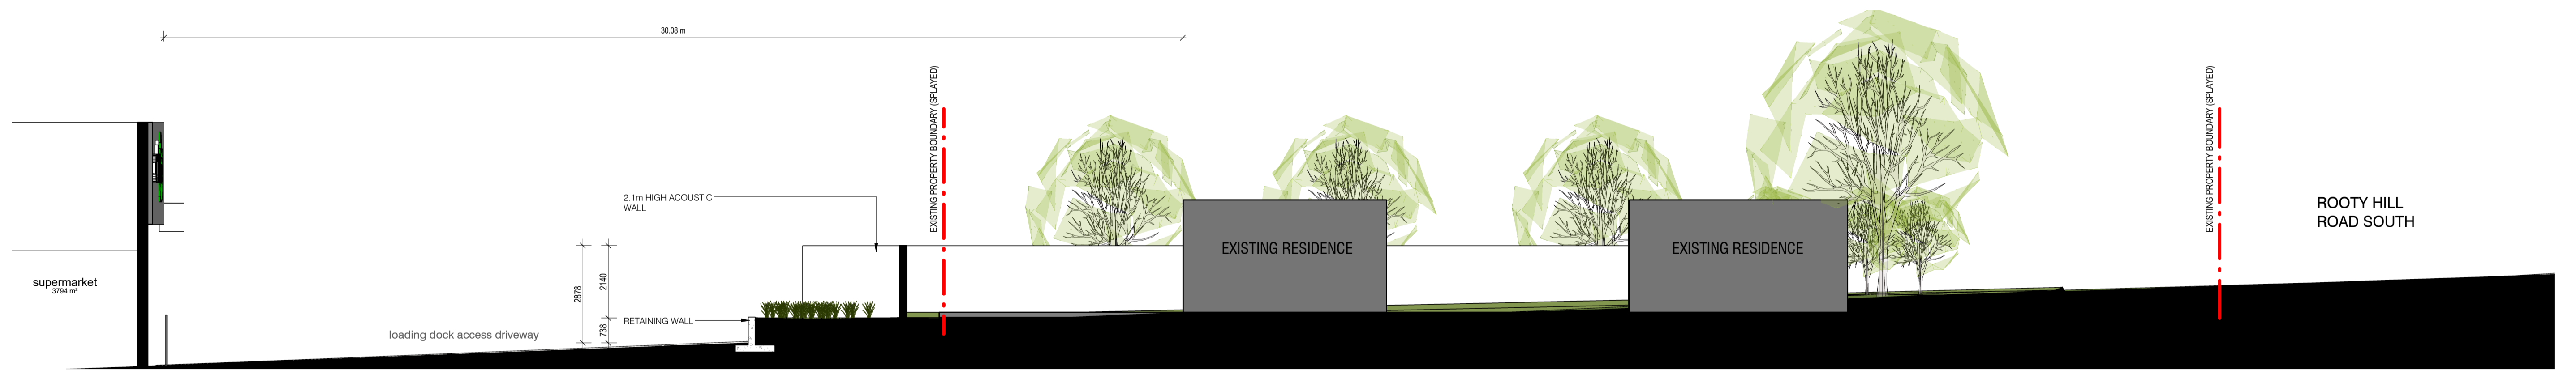 30.08 m
EXISTING PROPERTY BOUNDARY (SPLAYED)
EXISTING PROPERTY BOUNDARY (SPLAYED)
2.1m HIGH ACOUSTIC
WALL
ROOTY HILL
ROAD SOUTH
EXISTING RESIDENCE
EXISTING RESIDENCE
supermarket
3794 m²
2878
2140
738
RETAINING WALL
loading dock access driveway